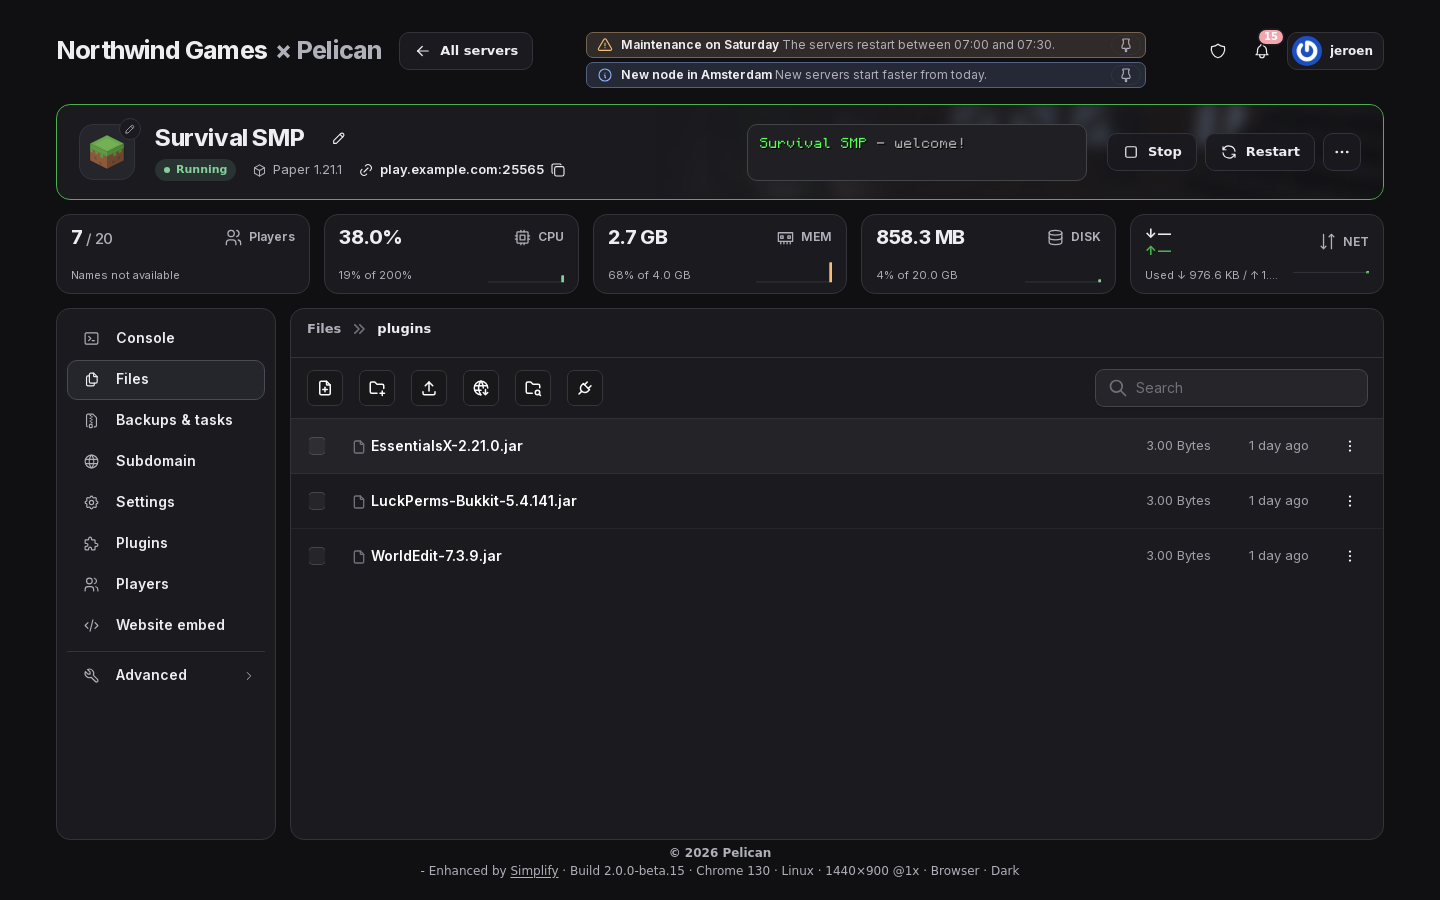 Northwind Games × Pelican
All servers
Maintenance on Saturday The servers restart between 07:00 and 07:30.
New node in Amsterdam New servers start faster from today.
15
jeroen
Survival SMP
Running
Paper 1.21.1
play.example.com:25565
Survival SMP - welcome!
Stop
Restart
7 / 20
Players
Names not available
38.0%
CPU
19% of 200%
2.7 GB
MEM
68% of 4.0 GB
858.3 MB
DISK
4% of 20.0 GB
↓—
↑—
NET
Used ↓ 976.6 KB / ↑ 1....
Console
Files
Backups & tasks
Subdomain
Settings
Plugins
Players
Website embed
Advanced
Files » plugins
Search
EssentialsX-2.21.0.jar 3.00 Bytes 1 day ago
LuckPerms-Bukkit-5.4.141.jar 3.00 Bytes 1 day ago
WorldEdit-7.3.9.jar 3.00 Bytes 1 day ago
© 2026 Pelican
- Enhanced by Simplify · Build 2.0.0-beta.15 · Chrome 130 · Linux · 1440×900 @1x · Browser · Dark